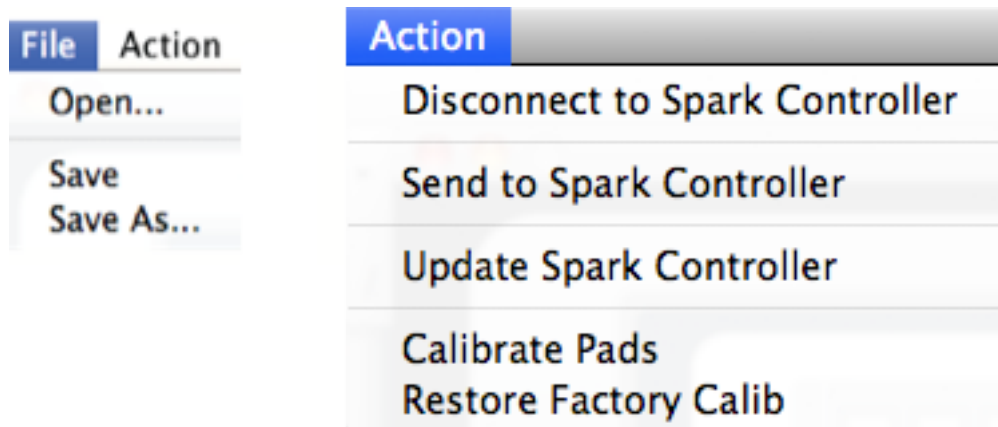 File Action
Open...
Save
Save As...
Action
Disconnect to Spark Controller
Send to Spark Controller
Update Spark Controller
Calibrate Pads
Restore Factory Calib